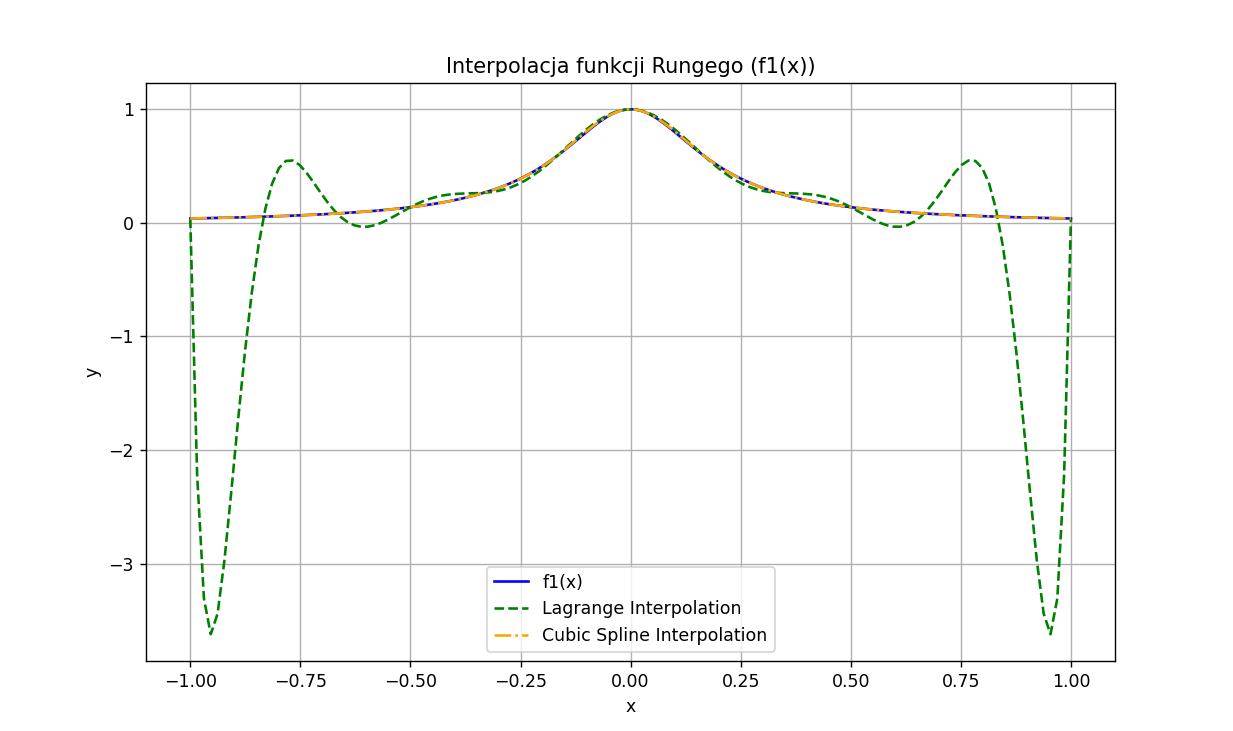 Interpolacja funkcji Rungego (f1(x))
1
0
−1
−2
−3
y
f1(x)
Lagrange Interpolation
Cubic Spline Interpolation
−1.00 −0.75 −0.50 −0.25 0.00 0.25 0.50 0.75 1.00
x